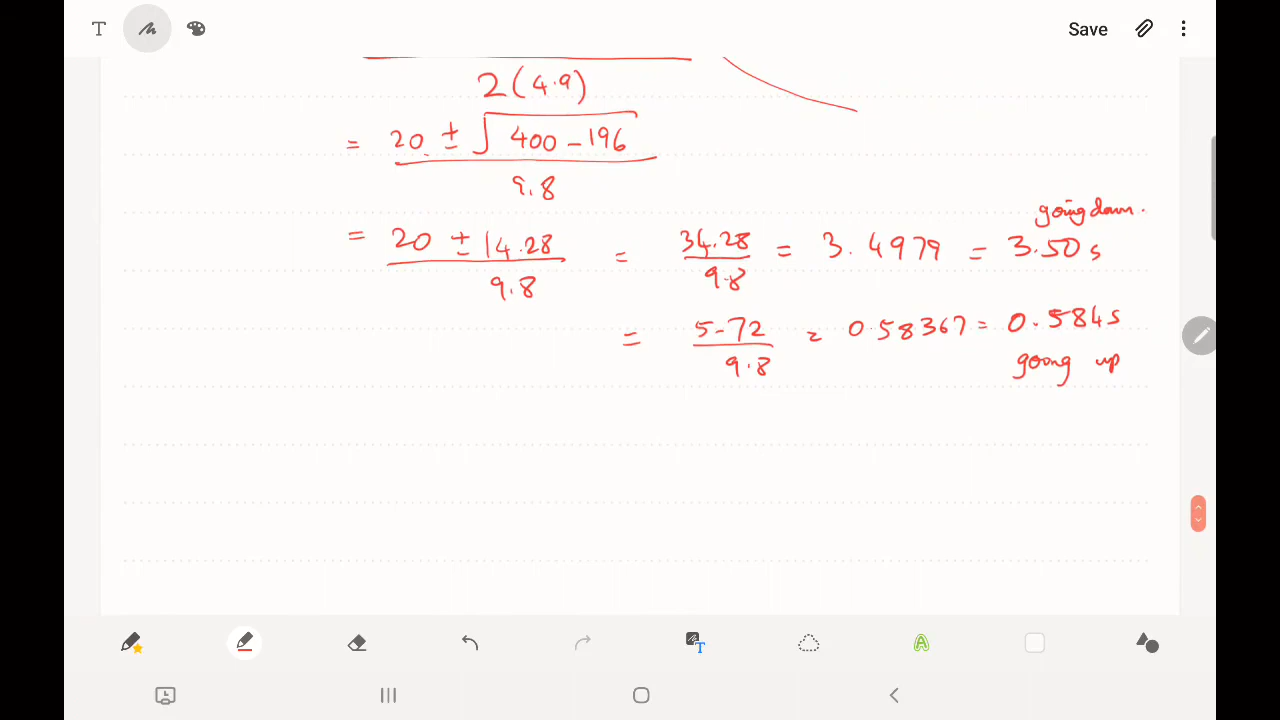 T Save
2(4.9)
= 20 ± √400 - 196
9.8
going down.
= 20 ± 14.28 = 34.28 = 3.4979 = 3.50 s
9.8 9.8
= 5.72 = 0.58367 = 0.584 s
9.8 going up
T A